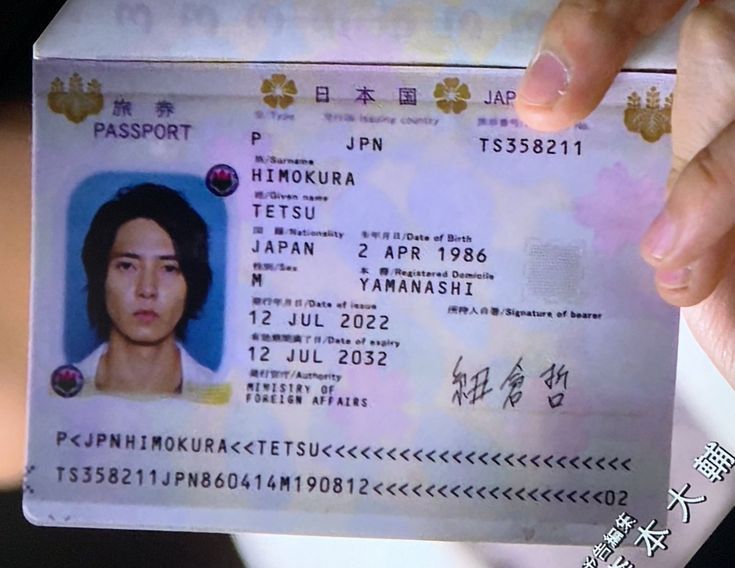 旅券 日本国 JAP
PASSPORT
型/Type 発行国/Issuing country 旅券番号/ No.
P JPN TS358211
姓/Surname
HIMOKURA
名/Given name
TETSU
国籍/Nationality 生年月日/Date of Birth
JAPAN 2 APR 1986
性別/Sex 本籍/Registered Domicile
M YAMANASHI
発行年月日/Date of issue 所持人自署/Signature of bearer
12 JUL 2022
有効期間満了日/Date of expiry
12 JUL 2032
発行官庁/Authority
MINISTRY OF
FOREIGN AFFAIRS
紐倉哲
P<JPNHIMOKURA<<TETSU<<<<<<<<<<<<<<<<<<<<<<<<
TS358211JPN860414M190812<<<<<<<<<<<<<<<<<<02
告編集
本大輔